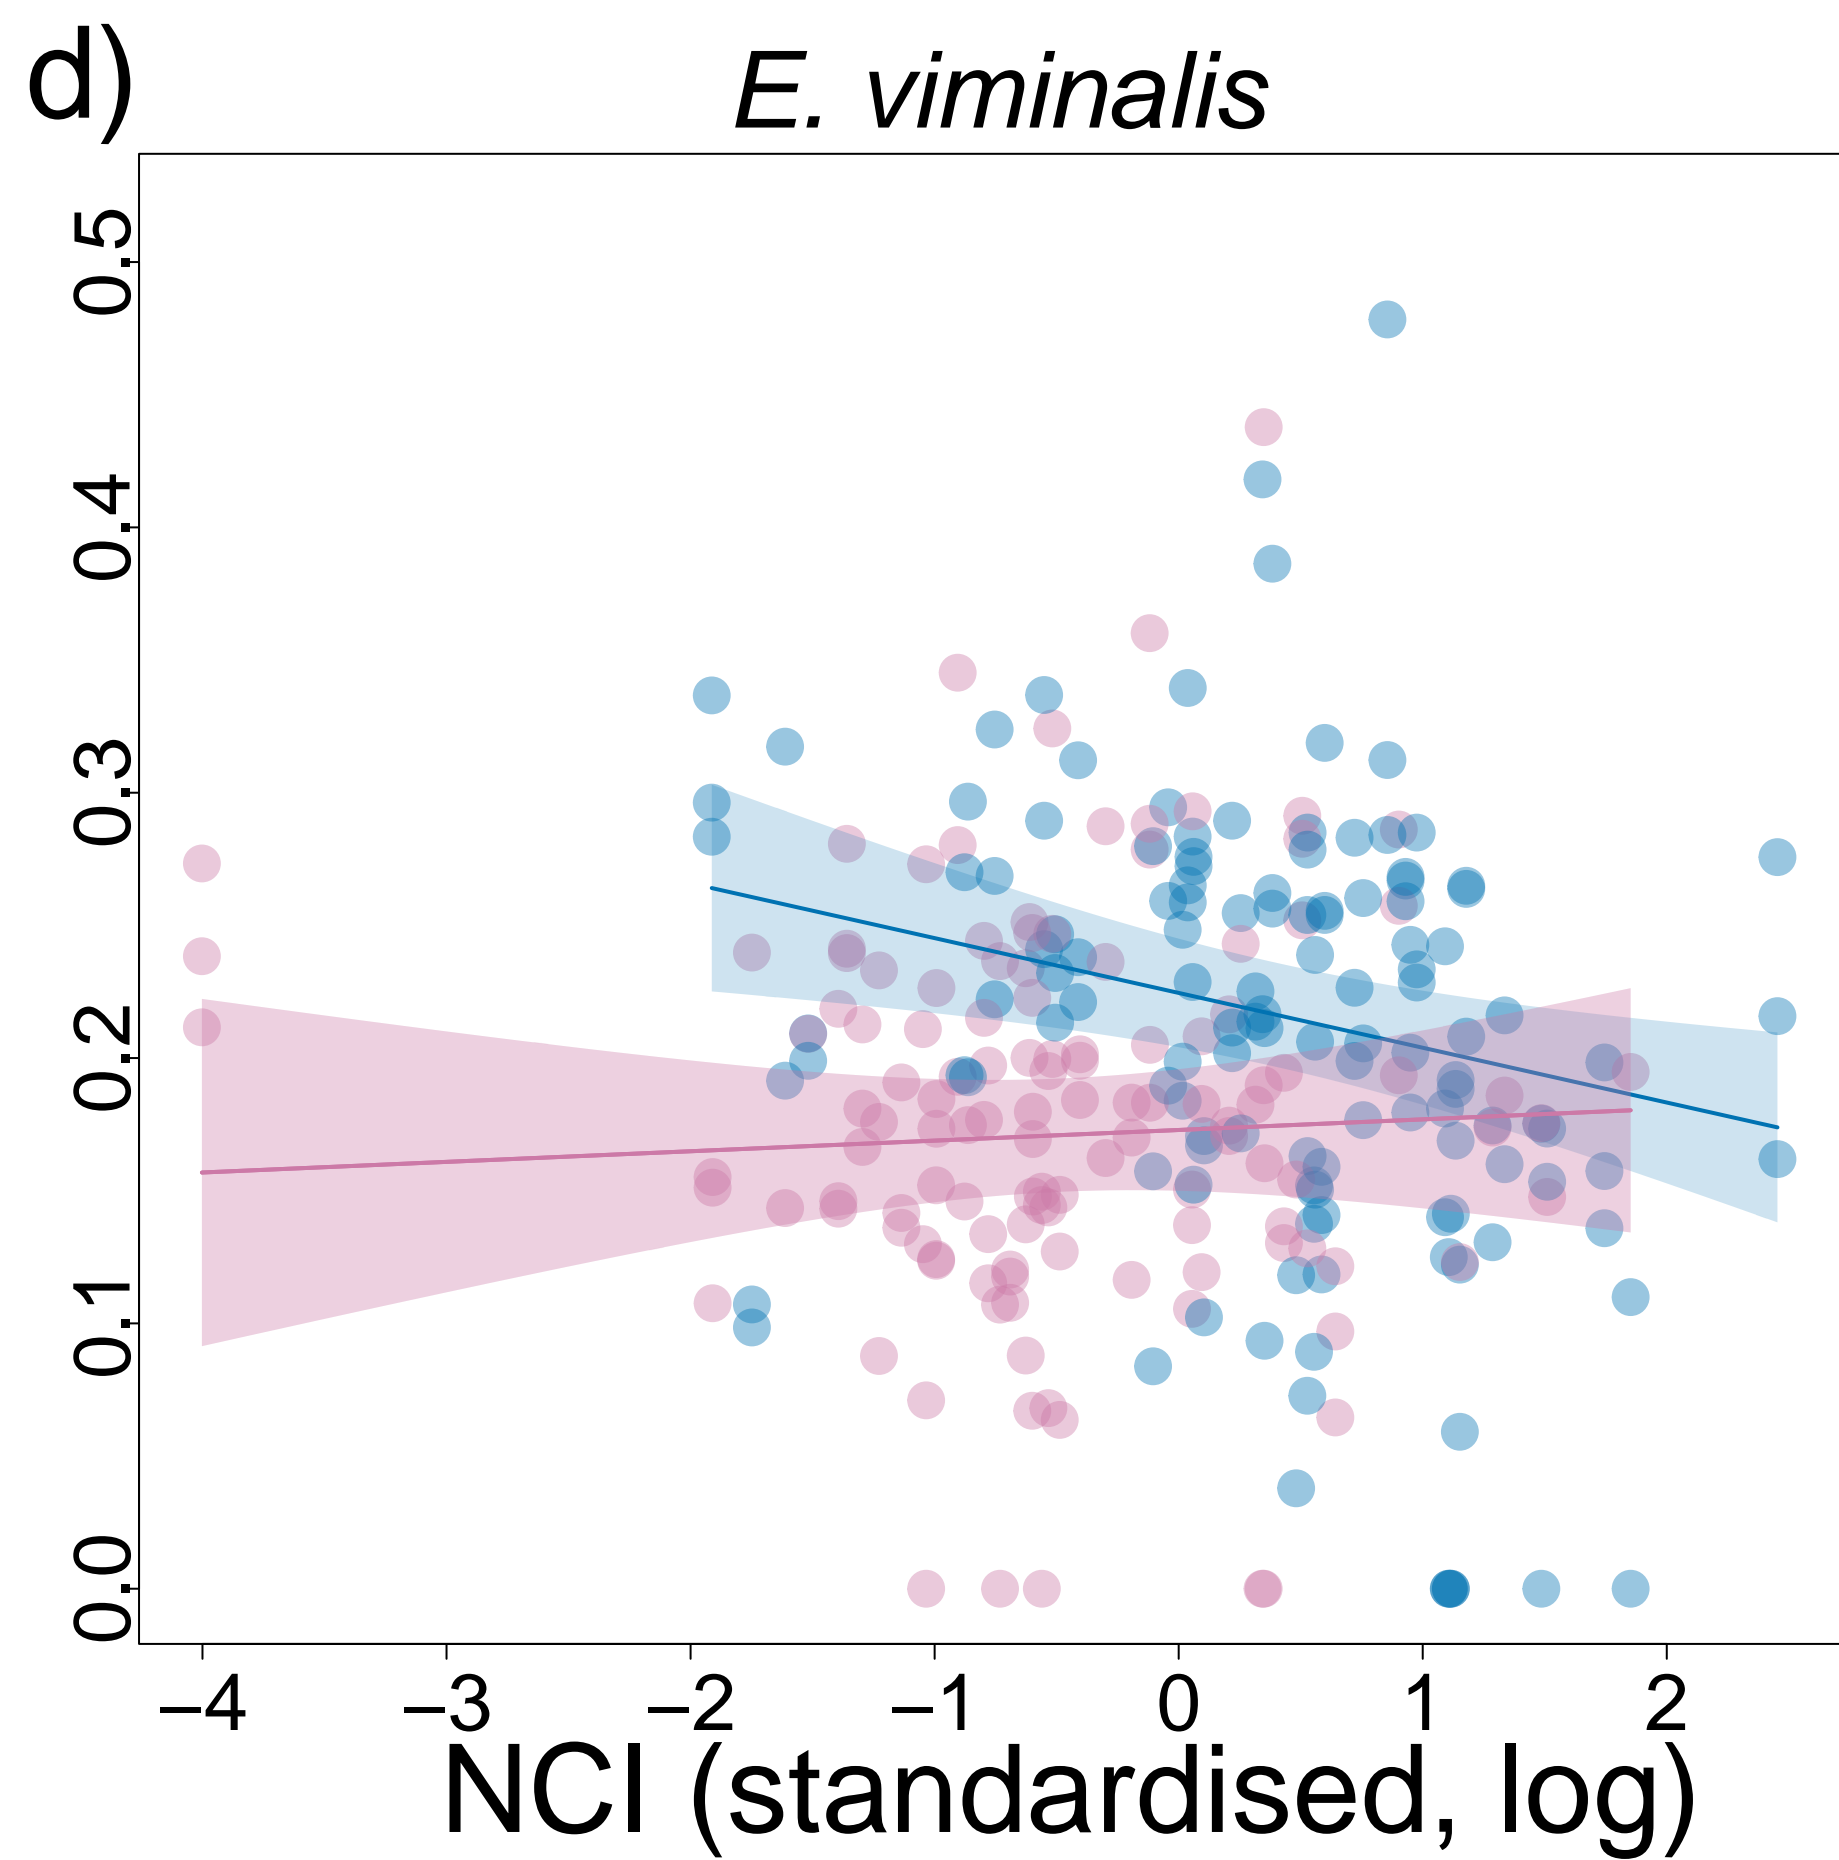 d)
E. viminalis
0.5
0.4
0.3
0.2
0.1
0.0
–4 –3 –2 –1 0 1 2
NCI (standardised, log)